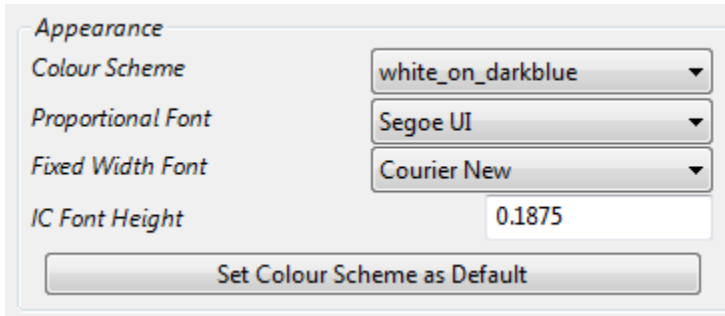 Appearance
Colour Scheme white_on_darkblue
Proportional Font Segoe UI
Fixed Width Font Courier New
IC Font Height 0.1875
Set Colour Scheme as Default